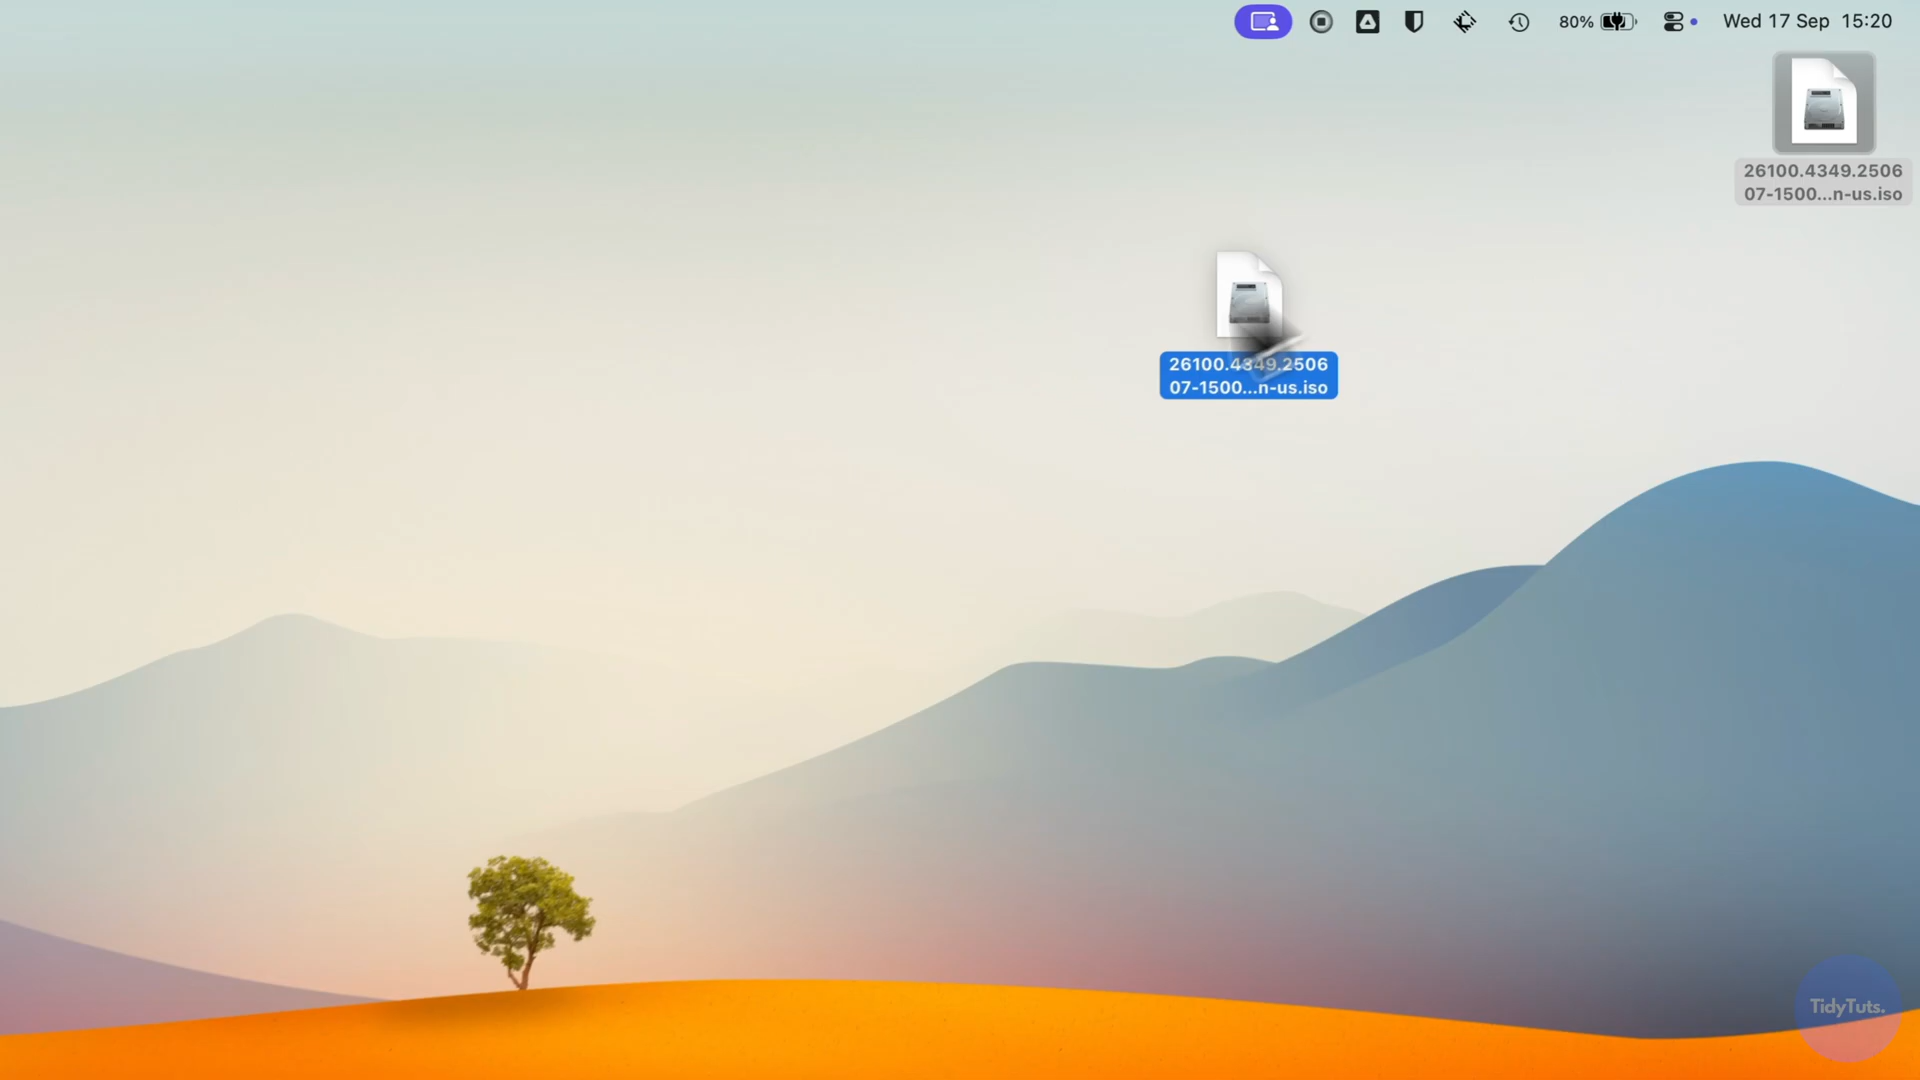 80%
Wed 17 Sep 15:20
26100.4349.2506
07-1500...n-us.iso
26100.4349.2506
07-1500...n-us.iso
TidyTuts.